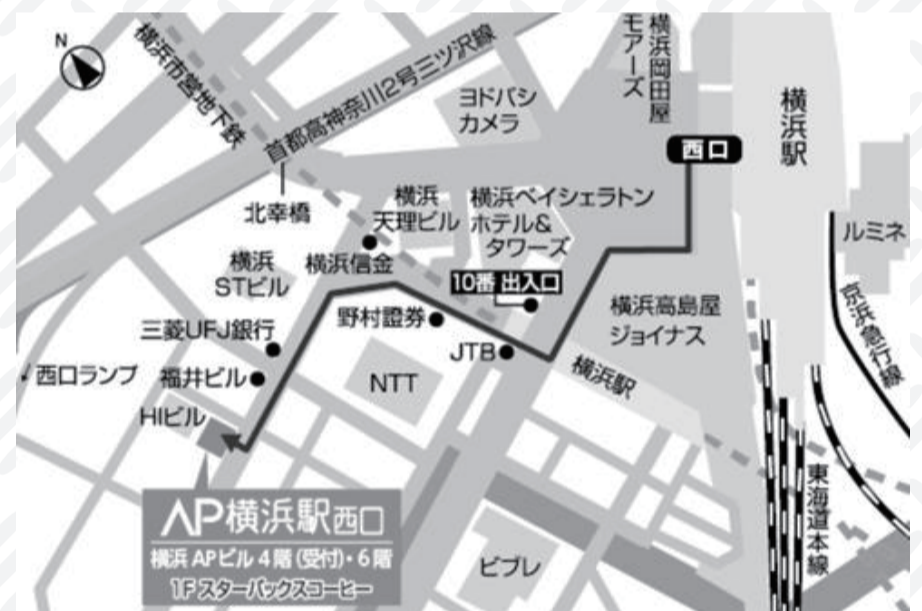 N
横浜市営地下鉄
首都高神奈川2号三ツ沢線
ヨドバシ
カメラ
横浜岡田屋
モアーズ
西口
横浜駅
北幸橋
横浜
天理ビル
横浜ベイシェラトン
ホテル&
タワーズ
ルミネ
横浜
STビル
横浜信金
10番 出入口
京浜急行線
三菱UFJ銀行
野村證券
横浜高島屋
ジョイナス
JTB
西口ランプ
福井ビル
NTT
横浜駅
HIビル
東海道本線
AP横浜駅西口
横浜 APビル 4階(受付)・6階
1F スターバックスコーヒー
ビブレ